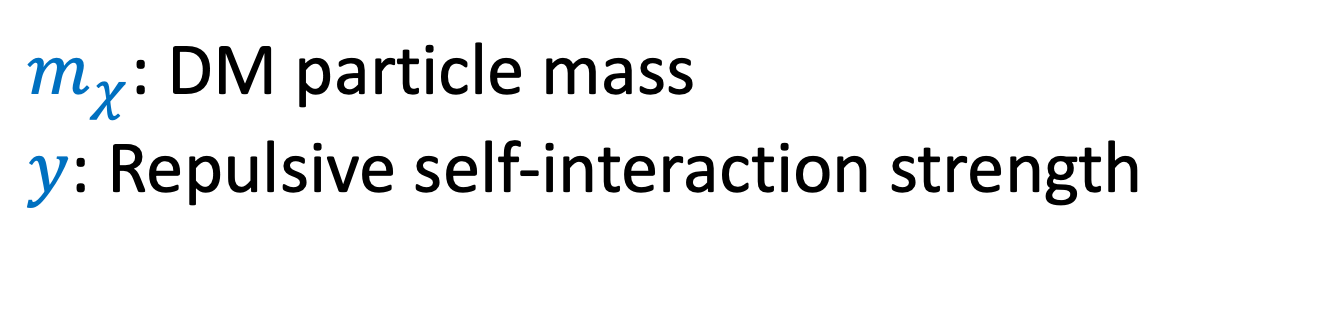 𝑚𝜒: DM particle mass
𝑦: Repulsive self-interaction strength